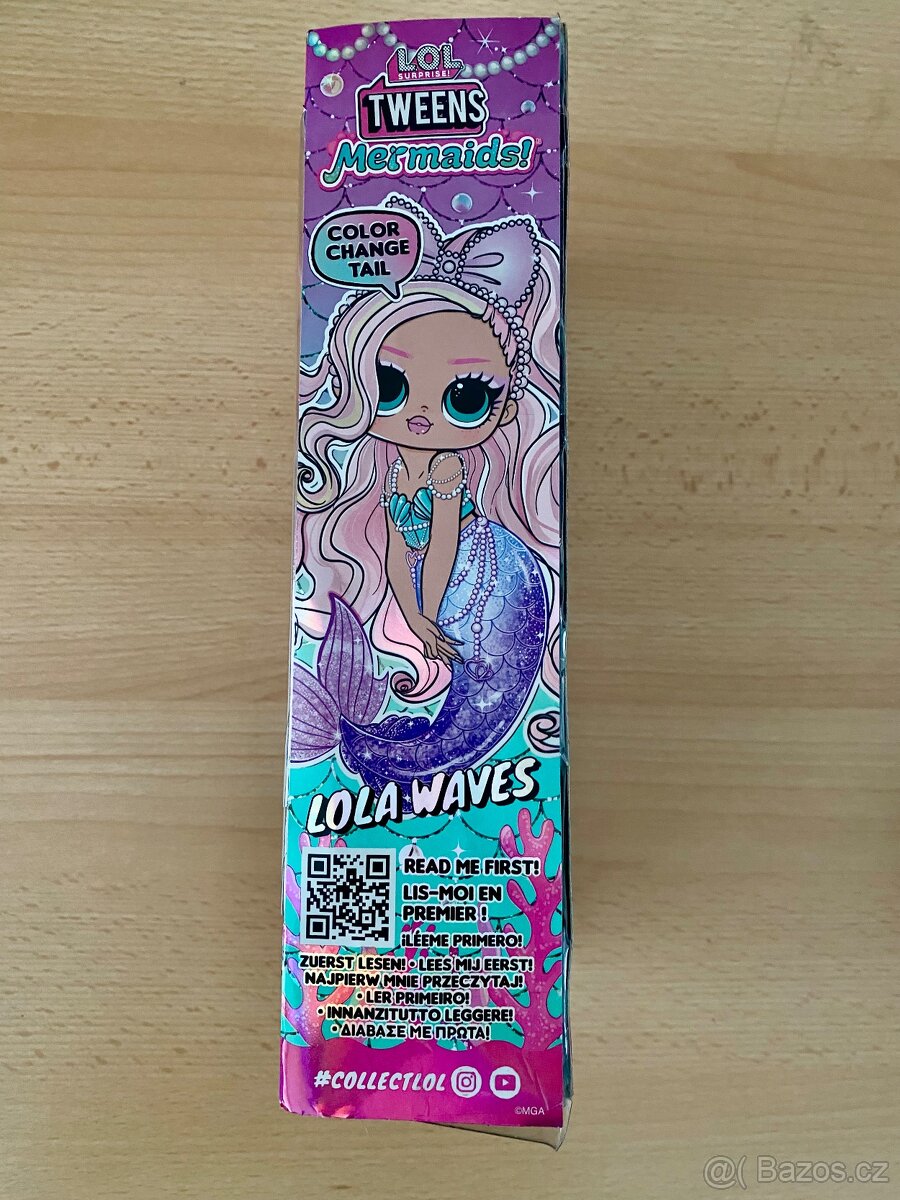 LOL
SURPRISE!
TWEENS
Mermaids!
COLOR
CHANGE
TAIL
LOLA WAVES
READ ME FIRST!
LIS-MOI EN
PREMIER !
¡LÉEME PRIMERO!
ZUERST LESEN! • LEES MIJ EERST!
NAJPIERW MNIE PRZECZYTAJ!
• LER PRIMEIRO!
• INNANZITUTTO LEGGERE!
• ΔΙΑΒΑΣΕ ΜΕ ΠΡΩΤΑ!
#COLLECTLOL
©MGA
@( Bazos.cz